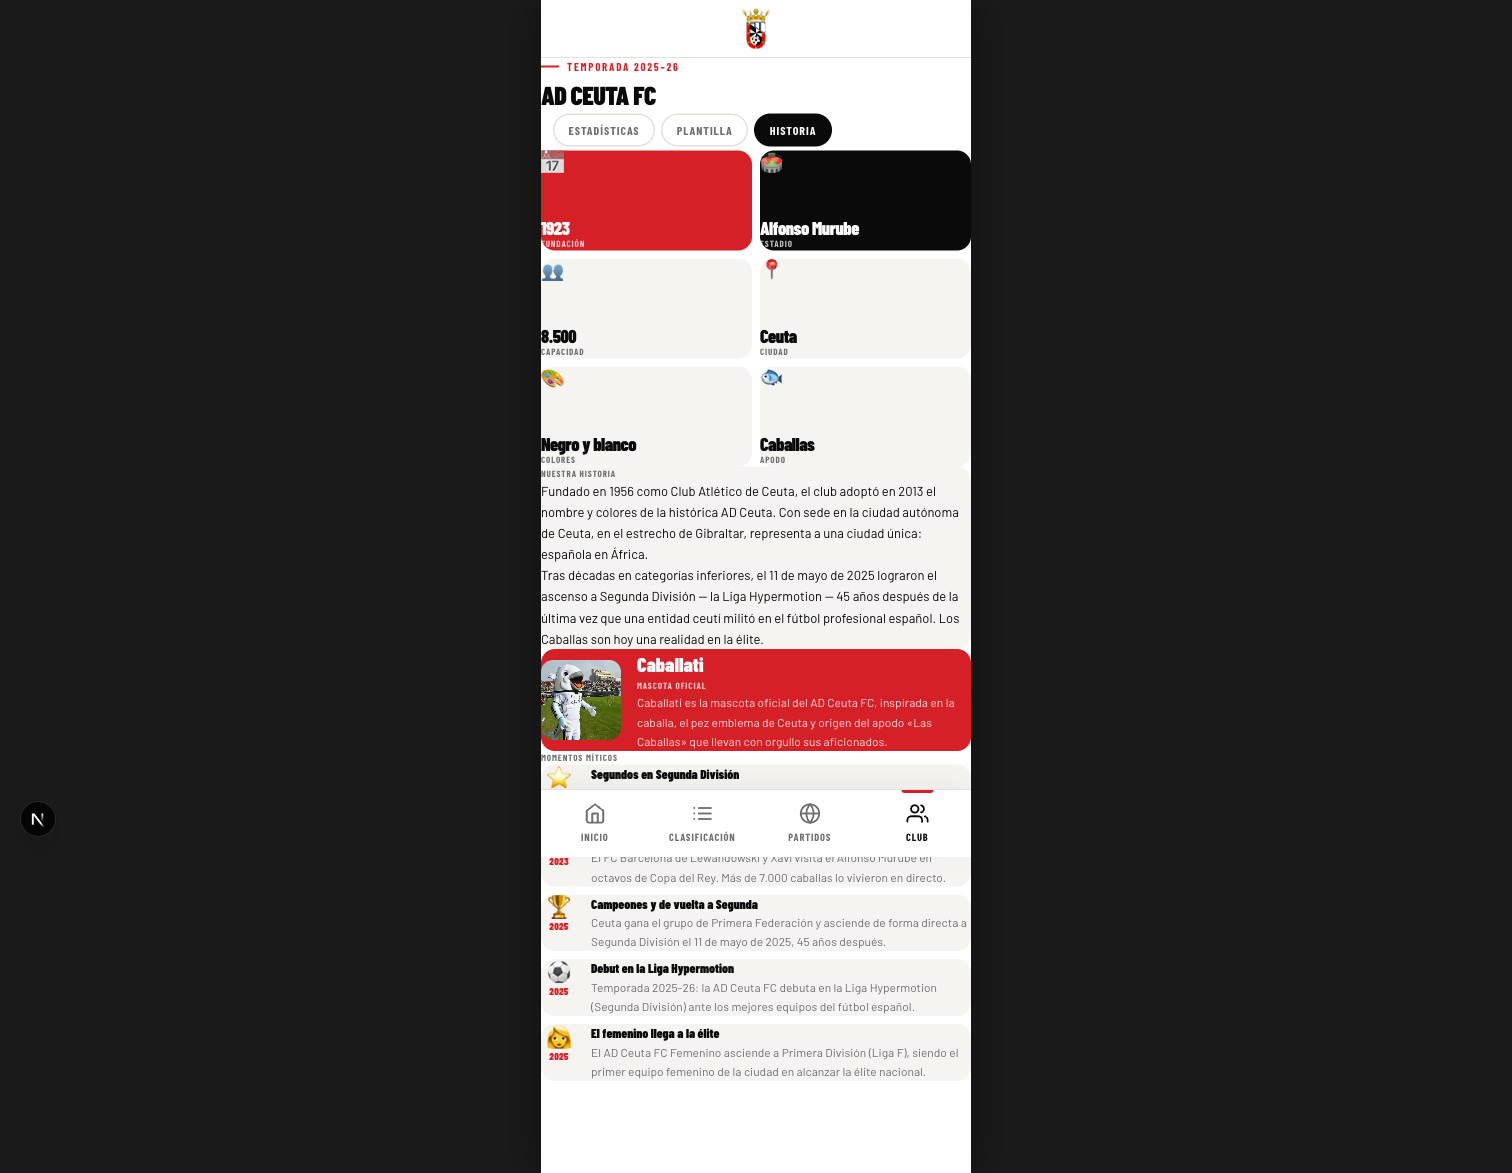 TEMPORADA 2025-26
AD CEUTA FC
ESTADÍSTICAS
PLANTILLA
HISTORIA
17
1923
FUNDACIÓN
Alfonso Murube
ESTADIO
8.500
CAPACIDAD
Ceuta
CIUDAD
Negro y blanco
COLORES
Caballas
APODO
NUESTRA HISTORIA
Fundado en 1956 como Club Atlético de Ceuta, el club adoptó en 2013 el
nombre y colores de la histórica AD Ceuta. Con sede en la ciudad autónoma
de Ceuta, en el estrecho de Gibraltar, representa a una ciudad única:
española en África.
Tras décadas en categorías inferiores, el 11 de mayo de 2025 lograron el
ascenso a Segunda División — la Liga Hypermotion — 45 años después de la
última vez que una entidad ceutí militó en el fútbol profesional español. Los
Caballas son hoy una realidad en la élite.
Caballati
MASCOTA OFICIAL
Caballati es la mascota oficial del AD Ceuta FC, inspirada en la
caballa, el pez emblema de Ceuta y origen del apodo «Las
Caballas» que llevan con orgullo sus aficionados.
MOMENTOS MÍTICOS
Segundos en Segunda División
N
INICIO
CLASIFICACIÓN
PARTIDOS
CLUB
2023
El FC Barcelona de Lewandowski y Xavi visita el Alfonso Murube en
octavos de Copa del Rey. Más de 7.000 caballas lo vivieron en directo.
Campeones y de vuelta a Segunda
2025
Ceuta gana el grupo de Primera Federación y asciende de forma directa a
Segunda División el 11 de mayo de 2025, 45 años después.
Debut en la Liga Hypermotion
2025
Temporada 2025-26: la AD Ceuta FC debuta en la Liga Hypermotion
(Segunda División) ante los mejores equipos del fútbol español.
El femenino llega a la élite
2025
El AD Ceuta FC Femenino asciende a Primera División (Liga F), siendo el
primer equipo femenino de la ciudad en alcanzar la élite nacional.